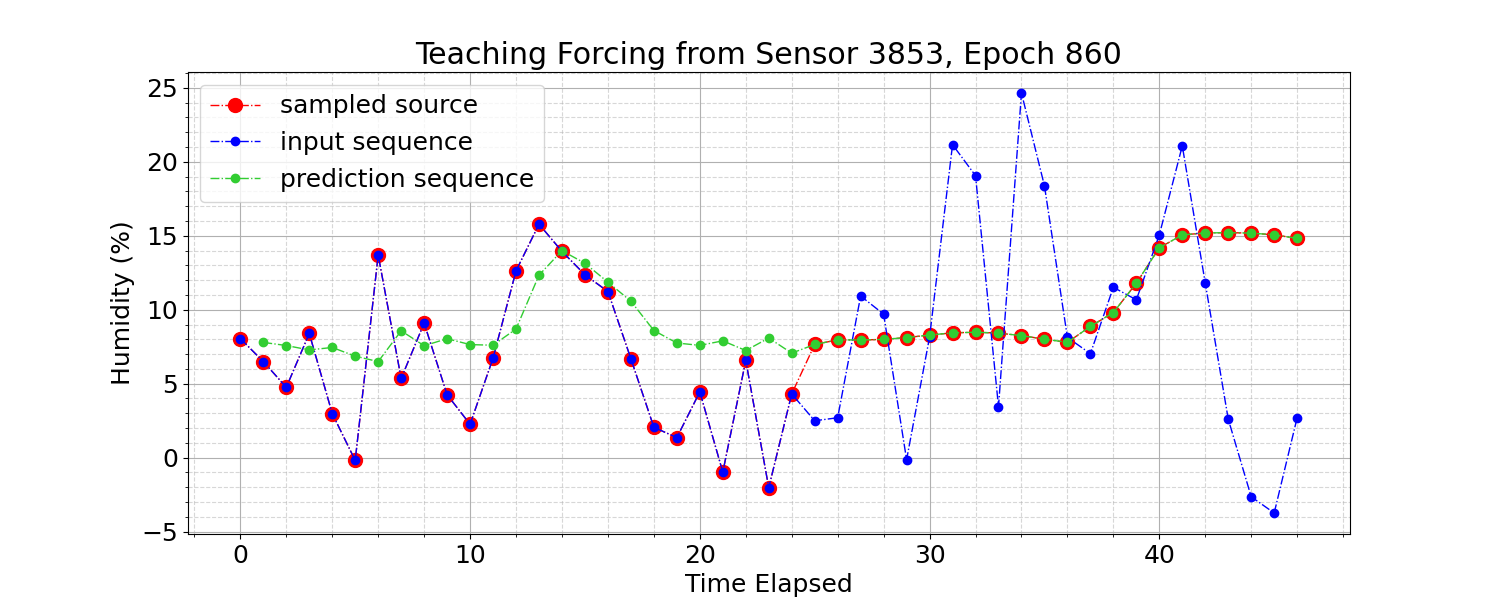 Teaching Forcing from Sensor 3853, Epoch 860
sampled source
input sequence
prediction sequence
Humidity (%)
25
20
15
10
5
0
−5
0 10 20 30 40
Time Elapsed